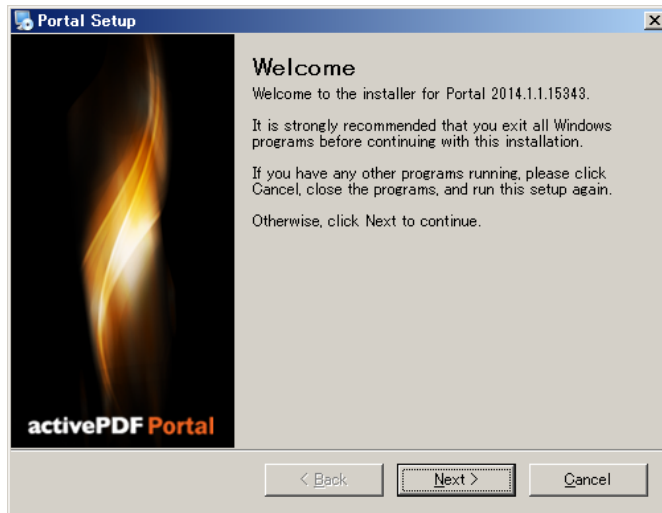 Portal Setup
Welcome
Welcome to the installer for Portal 2014.1.1.15343.
It is strongly recommended that you exit all Windows
programs before continuing with this installation.
If you have any other programs running, please click
Cancel, close the programs, and run this setup again.
Otherwise, click Next to continue.
activePDF Portal
< Back
Next >
Cancel